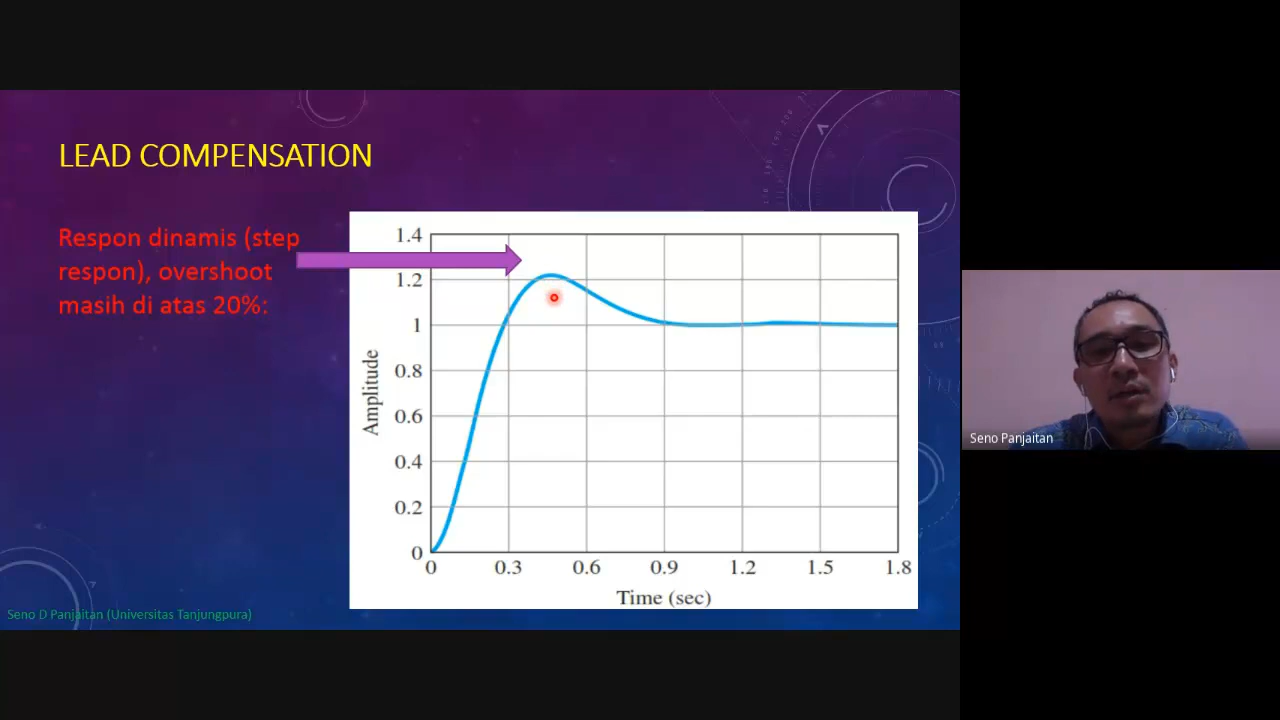 LEAD COMPENSATION
Respon dinamis (step
respon), overshoot
masih di atas 20%:
1.4
1.2
1
0.8
0.6
0.4
0.2
0
Amplitude
0 0.3 0.6 0.9 1.2 1.5 1.8
Time (sec)
Seno D Panjaitan (Universitas Tanjungpura)
Seno Panjaitan